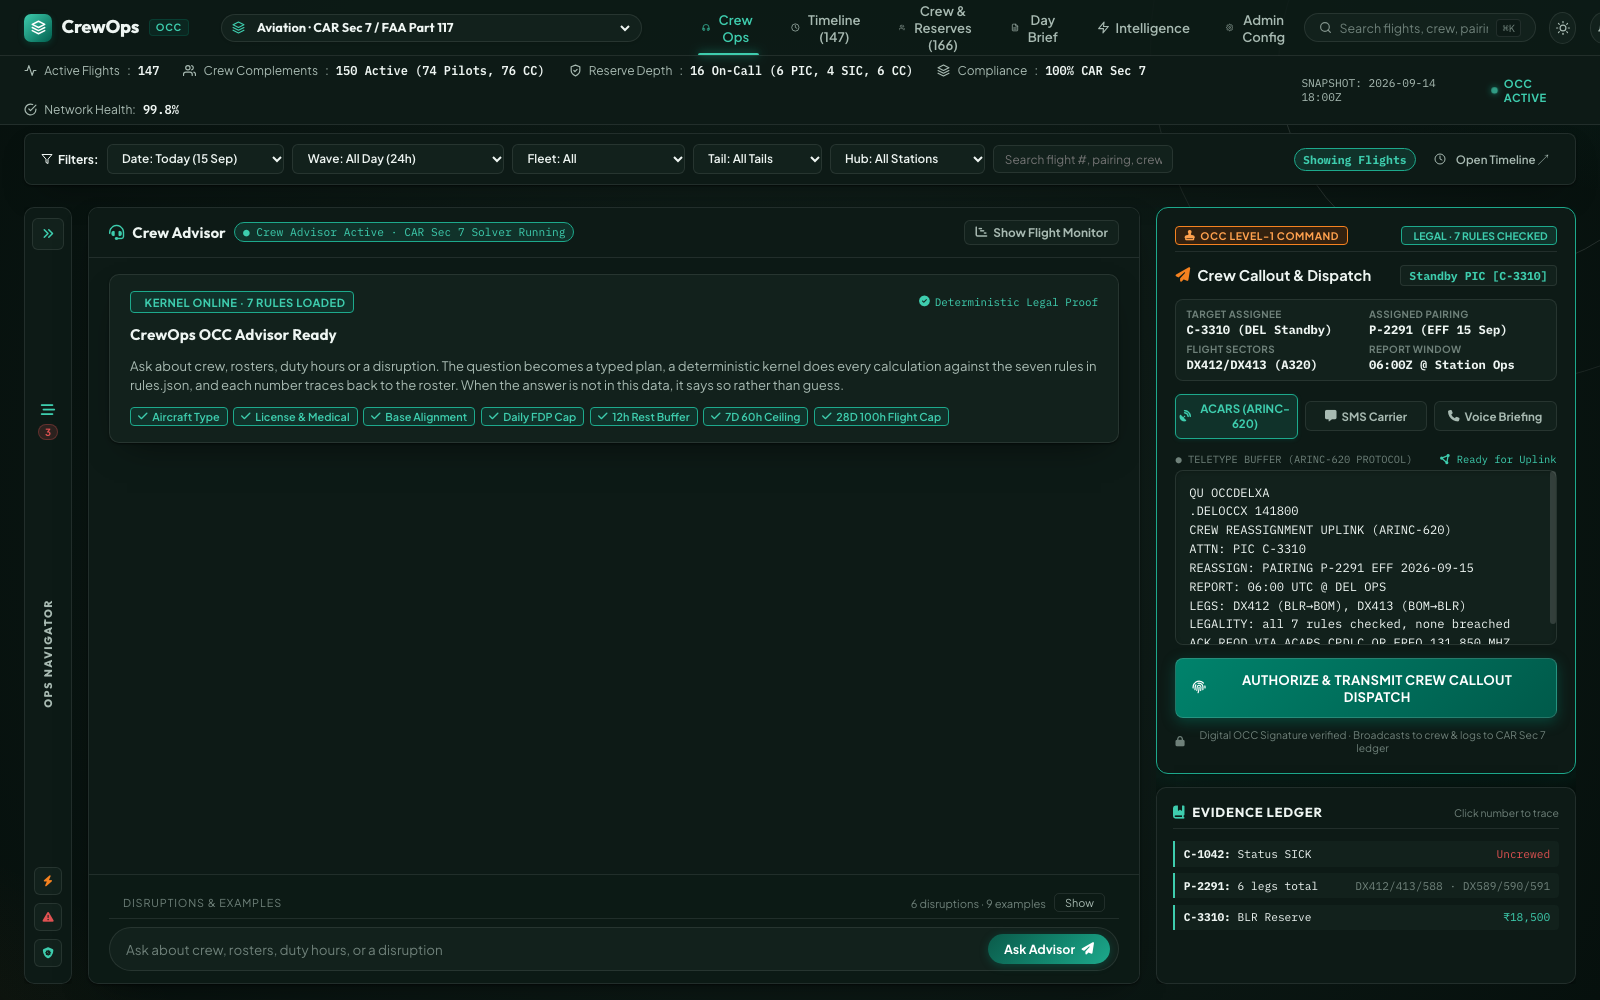 CrewOps OCC
Aviation · CAR Sec 7 / FAA Part 117
Crew Ops
Timeline (147)
Crew & Reserves (166)
Day Brief
Intelligence
Admin Config
Search flights, crew, pairin ⌘K
Active Flights : 147
Crew Complements : 150 Active (74 Pilots, 76 CC)
Reserve Depth : 16 On-Call (6 PIC, 4 SIC, 6 CC)
Compliance : 100% CAR Sec 7
Network Health: 99.8%
SNAPSHOT: 2026-09-14 18:00Z
OCC ACTIVE
Filters:
Date: Today (15 Sep)
Wave: All Day (24h)
Fleet: All
Tail: All Tails
Hub: All Stations
Search flight #, pairing, crew
Showing Flights
Open Timeline
3
OPS NAVIGATOR
Crew Advisor
Crew Advisor Active · CAR Sec 7 Solver Running
Show Flight Monitor
KERNEL ONLINE · 7 RULES LOADED
Deterministic Legal Proof
CrewOps OCC Advisor Ready
Ask about crew, rosters, duty hours or a disruption. The question becomes a typed plan, a deterministic kernel does every calculation against the seven rules in
rules.json, and each number traces back to the roster. When the answer is not in this data, it says so rather than guess.
Aircraft Type
License & Medical
Base Alignment
Daily FDP Cap
12h Rest Buffer
7D 60h Ceiling
28D 100h Flight Cap
DISRUPTIONS & EXAMPLES
6 disruptions · 9 examples
Show
Ask about crew, rosters, duty hours, or a disruption
Ask Advisor
OCC LEVEL-1 COMMAND
LEGAL · 7 RULES CHECKED
Crew Callout & Dispatch
Standby PIC [C-3310]
TARGET ASSIGNEE
C-3310 (DEL Standby)
ASSIGNED PAIRING
P-2291 (EFF 15 Sep)
FLIGHT SECTORS
DX412/DX413 (A320)
REPORT WINDOW
06:00Z @ Station Ops
ACARS (ARINC-620)
SMS Carrier
Voice Briefing
TELETYPE BUFFER (ARINC-620 PROTOCOL)
Ready for Uplink
QU OCCDELXA
.DELOCCX 141800
CREW REASSIGNMENT UPLINK (ARINC-620)
ATTN: PIC C-3310
REASSIGN: PAIRING P-2291 EFF 2026-09-15
REPORT: 06:00 UTC @ DEL OPS
LEGS: DX412 (BLR→BOM), DX413 (BOM→BLR)
LEGALITY: all 7 rules checked, none breached
ACK REQD VIA ACARS CPDLC OR FREQ 131.850 MHZ
AUTHORIZE & TRANSMIT CREW CALLOUT
DISPATCH
Digital OCC Signature verified · Broadcasts to crew & logs to CAR Sec 7
ledger
EVIDENCE LEDGER
Click number to trace
C-1042: Status SICK
Uncrewed
P-2291: 6 legs total
DX412/413/588 · DX589/590/591
C-3310: BLR Reserve
₹18,500